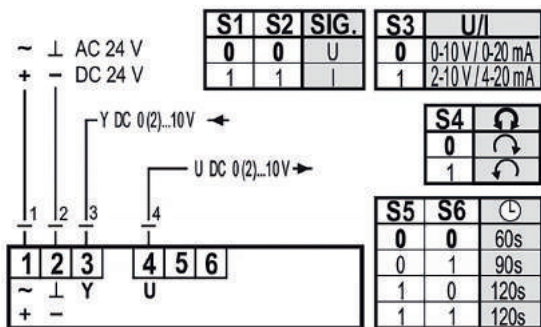 S1 S2 SIG.
0 0 U
1 1 I
S3 U/I
0 0-10 V / 0-20 mA
1 2-10 V / 4-20 mA
~ ⊥ AC 24 V
+ − DC 24 V
Y DC 0(2)...10V
U DC 0(2)...10V
S4
0
1
1 2 3 4
1 2 3 4 5 6
~ ⊥ Y U
+ −
S5 S6
0 0 60s
0 1 90s
1 0 120s
1 1 120s